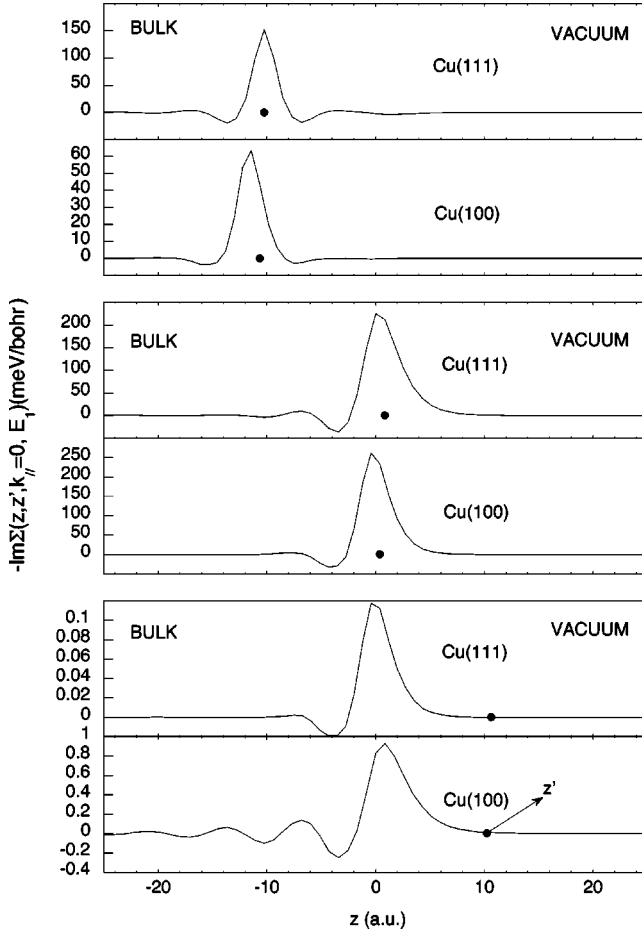 BULK VACUUM
150
100
50
0
Cu(111)
60
50
40
30
20
10
0
Cu(100)
-ImΣ(z,z',k//=0, E1)(meV/bohr)
BULK VACUUM
200
150
100
50
0
Cu(111)
250
200
150
100
50
0
Cu(100)
BULK VACUUM
0.1
0.08
0.06
0.04
0.02
0
Cu(111)
1
0.8
0.6
0.4
0.2
0
-0.2
-0.4
Cu(100)
z'
-20 -10 0 10 20
z (a.u.)